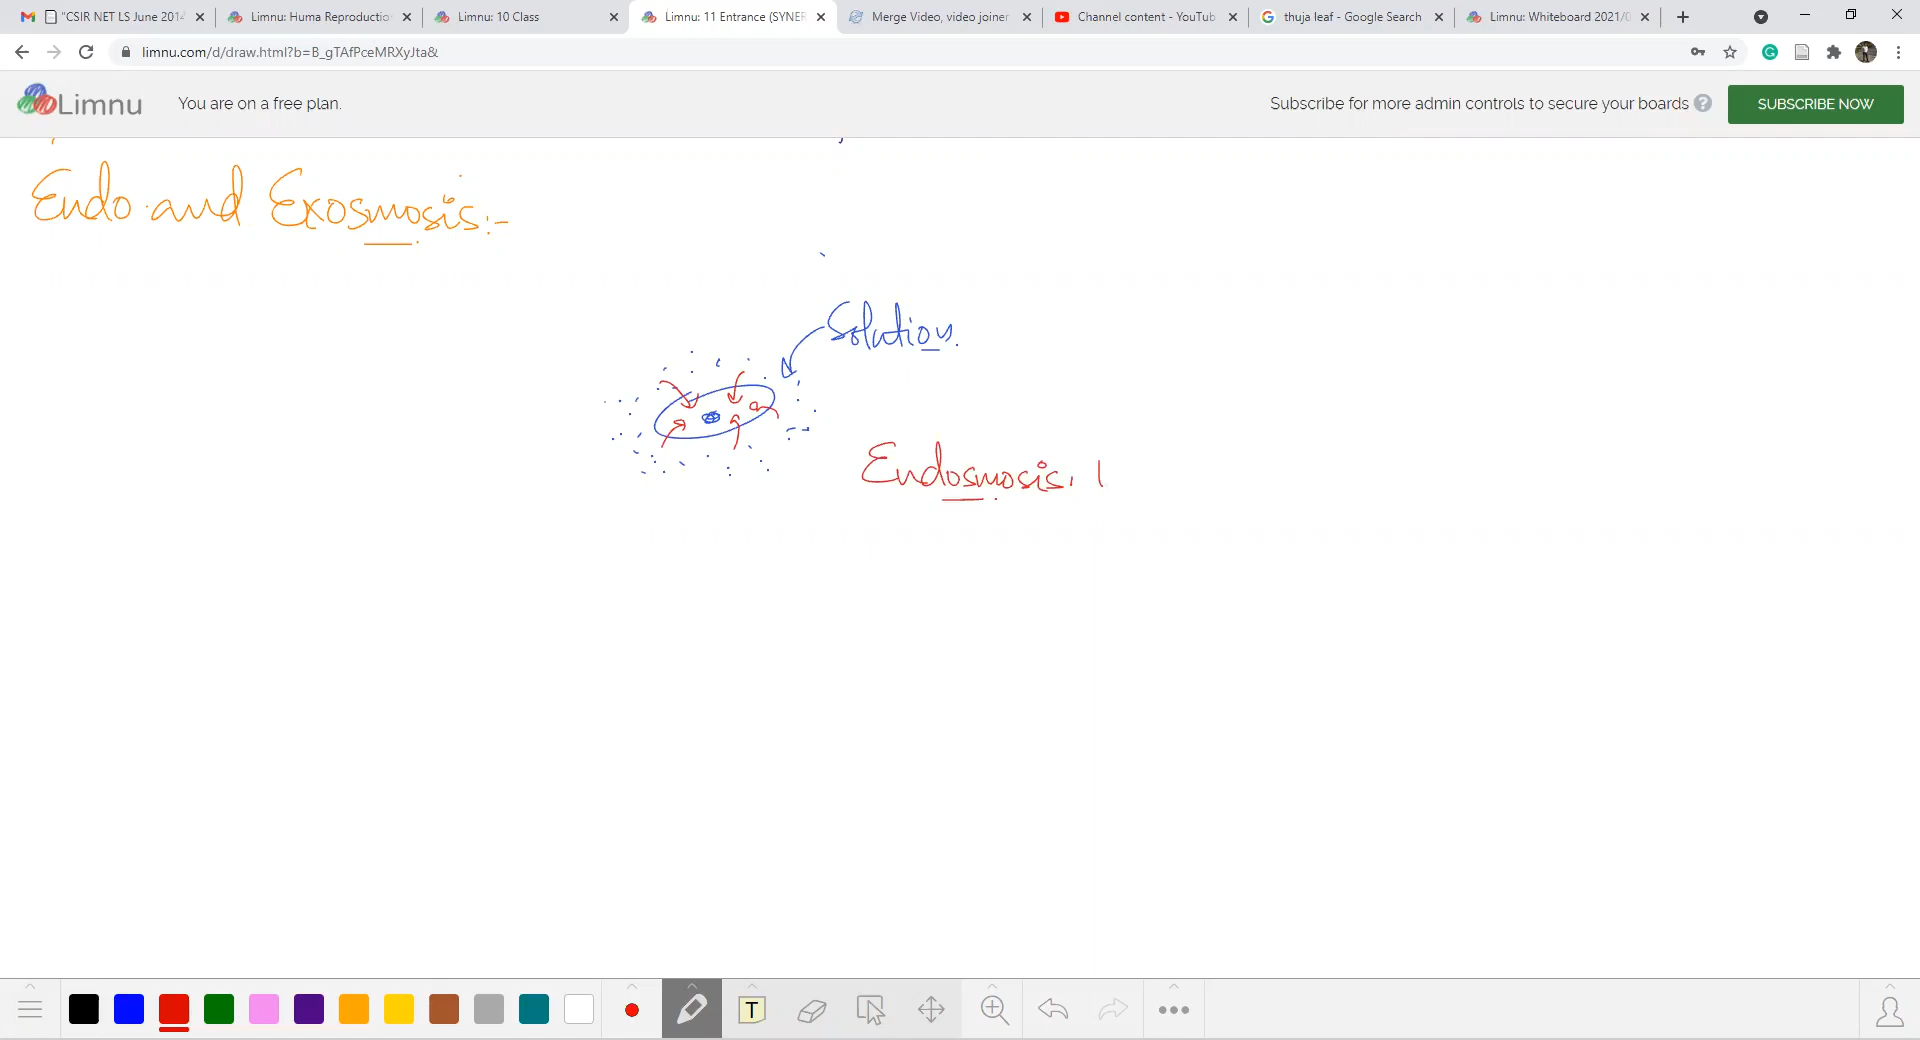 "CSIR NET LS June 2014
Limnu: Huma Reproductio
Limnu: 10 Class
Limnu: 11 Entrance (SYNER
Merge Video, video joiner
Channel content - YouTub
thuja leaf - Google Search
Limnu: Whiteboard 2021/0
limnu.com/d/draw.html?b=B_gTAfPceMRXyJta&
Limnu
You are on a free plan.
Subscribe for more admin controls to secure your boards ?
SUBSCRIBE NOW
Endo and Exosmosis:-
Solution.
Endosmosis.
T